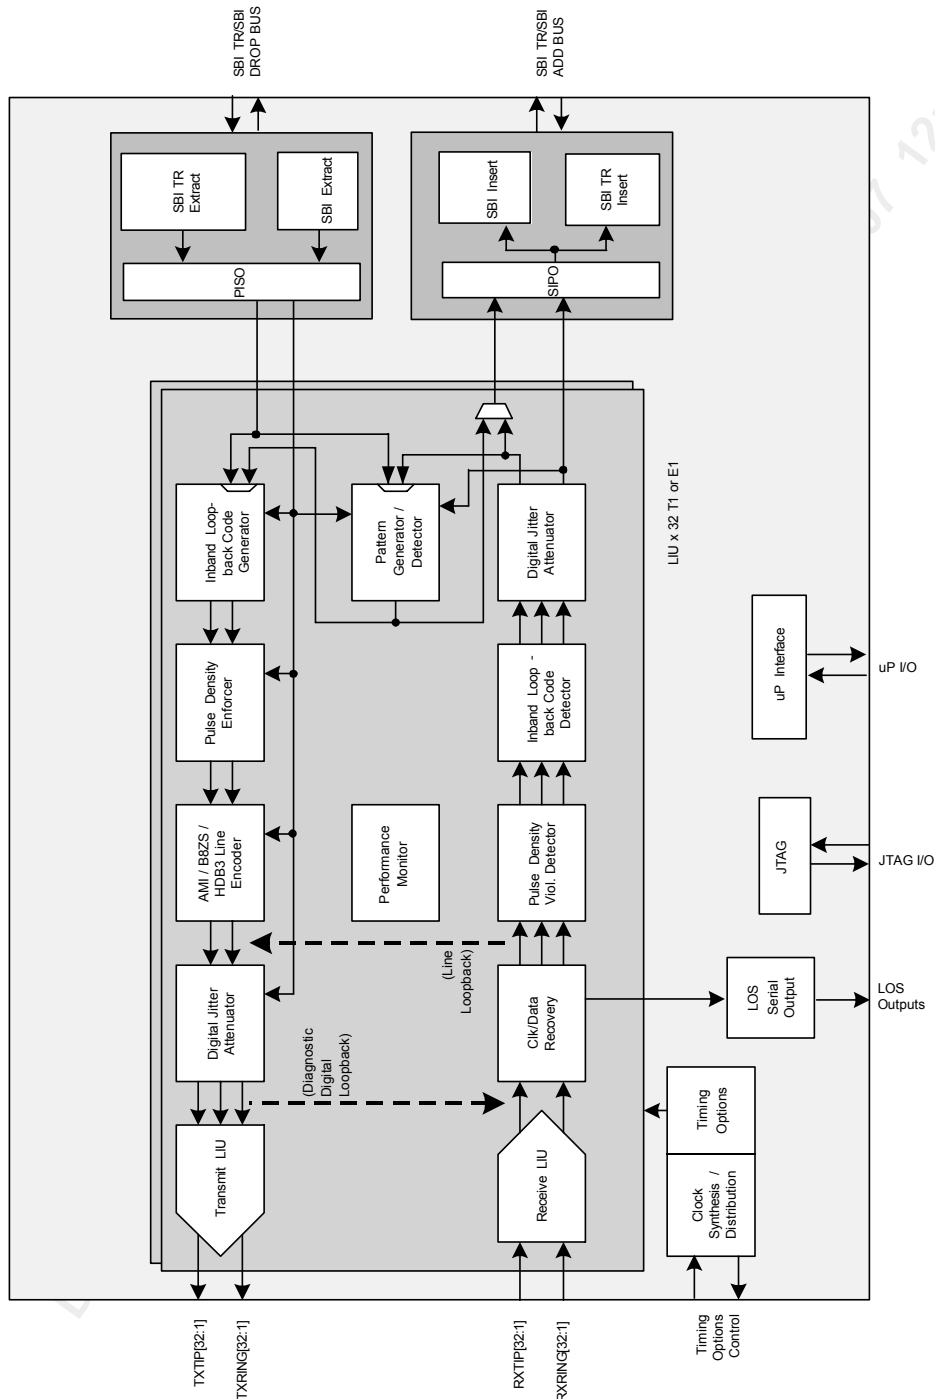 SBI TR/SBI
DROP BUS
SBI TR/SBI
ADD BUS
SBI TR
Extract
SBI Extract
PISO
SBI Insert
SBI TR
Insert
SIPO
Inband Loop-
back Code
Generator
Pattern
Generator /
Detector
Digital Jitter
Attenuator
LIU x 32 T1 or E1
Pulse Density
Enforcer
Inband Loop -
back Code
Detector
uP Interface
uP I/O
AMI / B8ZS /
HDB3 Line
Encoder
Performance
Monitor
Pulse Density
Viol. Detector
JTAG
JTAG I/O
Digital Jitter
Attenuator
(Line
Loopback)
Clk/Data
Recovery
LOS
Serial
Output
LOS
Outputs
(Diagnostic
Digital
Loopback)
Transmit LIU
Receive LIU
Timing
Options
Clock
Synthesis /
Distribution
TXTIP[32:1]
TXRING[32:1]
RXTIP[32:1]
RXRING[32:1]
Timing
Options
Control